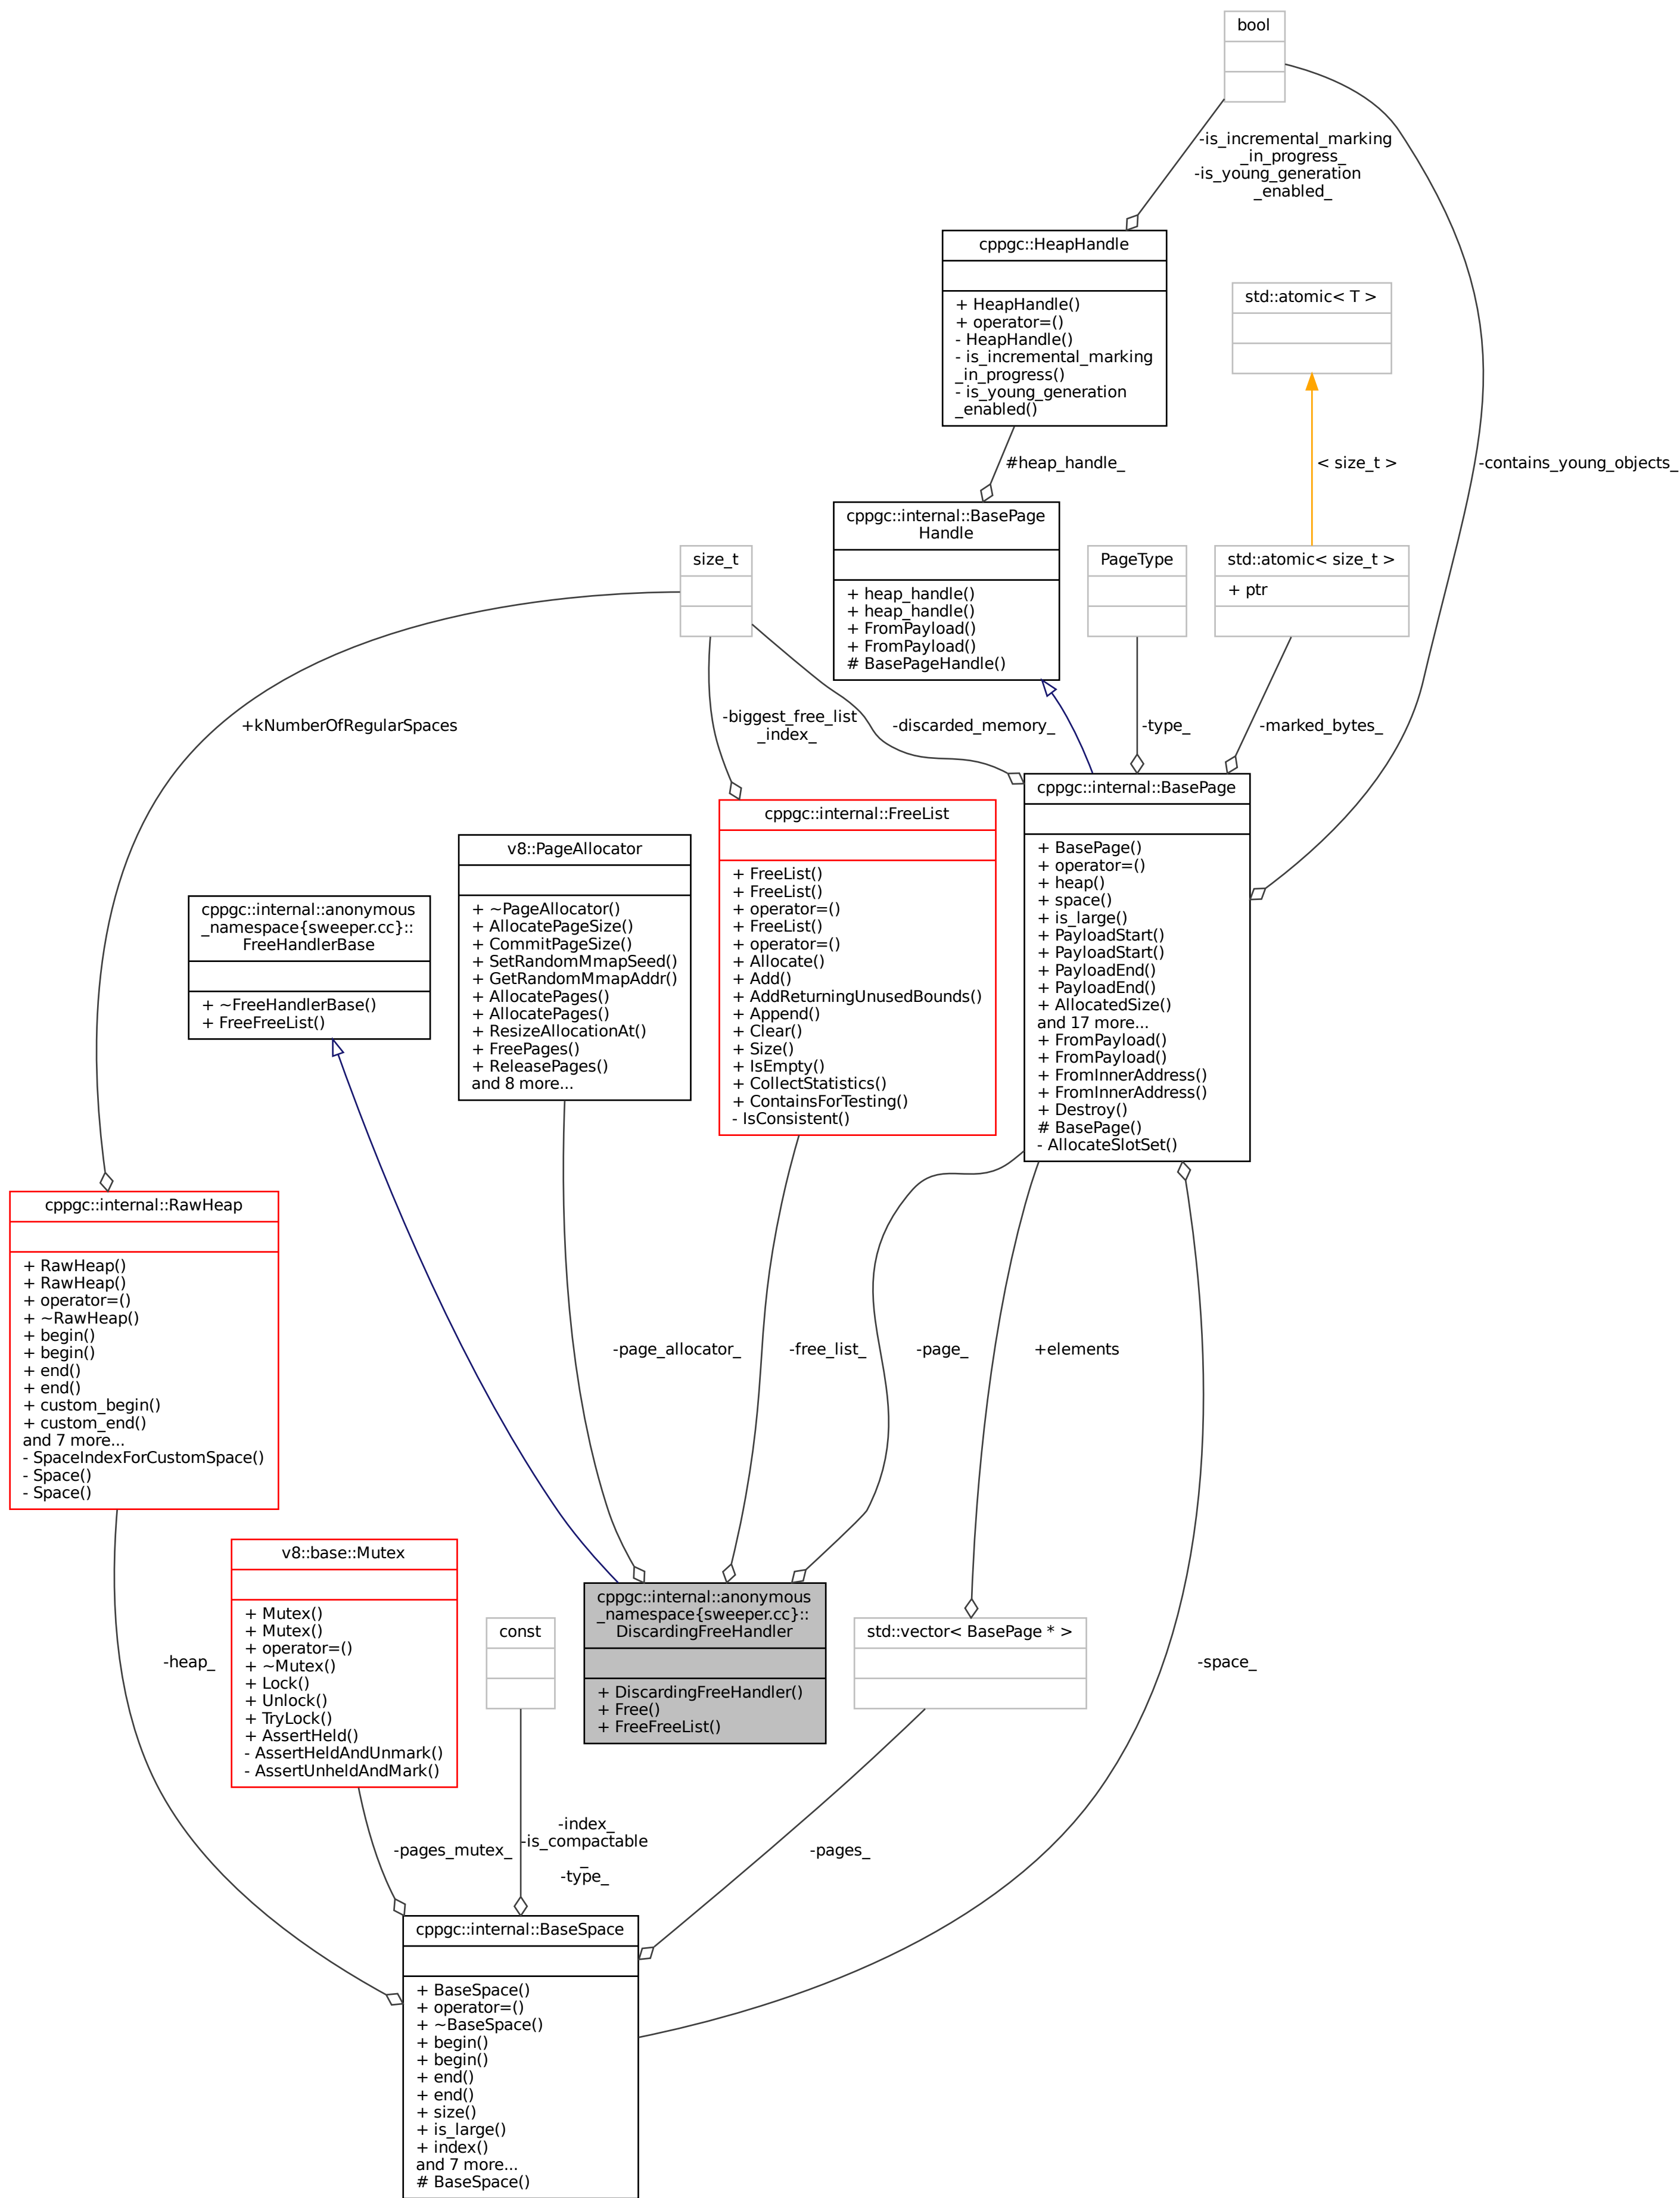 bool
-is_incremental_marking
_in_progress_
-is_young_generation
_enabled_
cppgc::HeapHandle
+ HeapHandle()
+ operator=()
- HeapHandle()
- is_incremental_marking
_in_progress()
- is_young_generation
_enabled()
std::atomic< T >
#heap_handle_
< size_t >
-contains_young_objects_
cppgc::internal::BasePage
Handle
+ heap_handle()
+ heap_handle()
+ FromPayload()
+ FromPayload()
# BasePageHandle()
size_t
PageType
std::atomic< size_t >
+ ptr
+kNumberOfRegularSpaces
-biggest_free_list
_index_
-discarded_memory_
-type_
-marked_bytes_
cppgc::internal::BasePage
+ BasePage()
+ operator=()
+ heap()
+ space()
+ is_large()
+ PayloadStart()
+ PayloadStart()
+ PayloadEnd()
+ PayloadEnd()
+ AllocatedSize()
and 17 more...
+ FromPayload()
+ FromPayload()
+ FromInnerAddress()
+ FromInnerAddress()
+ Destroy()
# BasePage()
- AllocateSlotSet()
cppgc::internal::FreeList
+ FreeList()
+ FreeList()
+ operator=()
+ FreeList()
+ operator=()
+ Allocate()
+ Add()
+ AddReturningUnusedBounds()
+ Append()
+ Clear()
+ Size()
+ IsEmpty()
+ CollectStatistics()
+ ContainsForTesting()
- IsConsistent()
v8::PageAllocator
+ ~PageAllocator()
+ AllocatePageSize()
+ CommitPageSize()
+ SetRandomMmapSeed()
+ GetRandomMmapAddr()
+ AllocatePages()
+ AllocatePages()
+ ResizeAllocationAt()
+ FreePages()
+ ReleasePages()
and 8 more...
cppgc::internal::anonymous
_namespace{sweeper.cc}::
FreeHandlerBase
+ ~FreeHandlerBase()
+ FreeFreeList()
cppgc::internal::RawHeap
+ RawHeap()
+ RawHeap()
+ operator=()
+ ~RawHeap()
+ begin()
+ begin()
+ end()
+ end()
+ custom_begin()
+ custom_end()
and 7 more...
- SpaceIndexForCustomSpace()
- Space()
- Space()
-page_allocator_
-free_list_
-page_
+elements
v8::base::Mutex
+ Mutex()
+ Mutex()
+ operator=()
+ ~Mutex()
+ Lock()
+ Unlock()
+ TryLock()
+ AssertHeld()
- AssertHeldAndUnmark()
- AssertUnheldAndMark()
cppgc::internal::anonymous
_namespace{sweeper.cc}::
DiscardingFreeHandler
+ DiscardingFreeHandler()
+ Free()
+ FreeFreeList()
const
std::vector< BasePage * >
-heap_
-space_
-pages_mutex_
-index_
-is_compactable
_
-type_
-pages_
cppgc::internal::BaseSpace
+ BaseSpace()
+ operator=()
+ ~BaseSpace()
+ begin()
+ begin()
+ end()
+ end()
+ size()
+ is_large()
+ index()
and 7 more...
# BaseSpace()